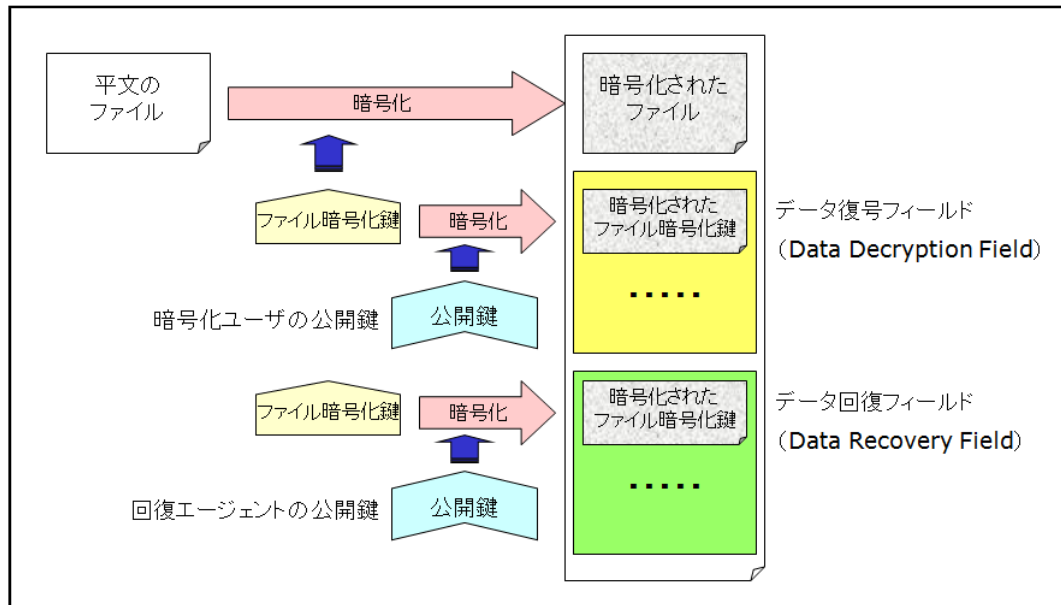 平文の
ファイル
暗号化
暗号化された
ファイル
ファイル暗号化鍵
暗号化
暗号化された
ファイル暗号化鍵
データ復号フィールド
(Data Decryption Field)
・・・・・
暗号化ユーザの公開鍵
公開鍵
ファイル暗号化鍵
暗号化
暗号化された
ファイル暗号化鍵
データ回復フィールド
(Data Recovery Field)
・・・・・
回復エージェントの公開鍵
公開鍵